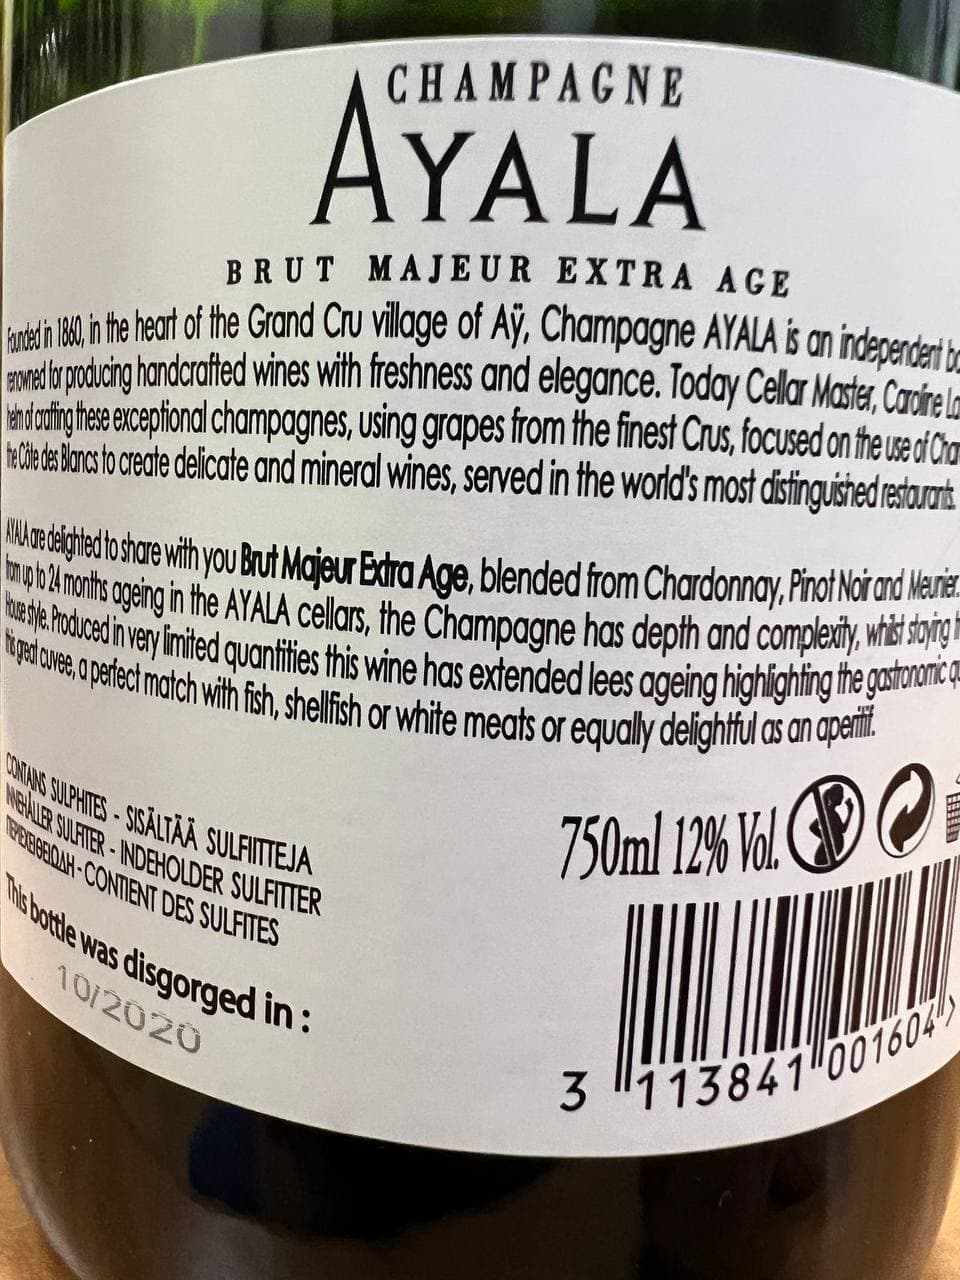 CHAMPAGNE
AYALA
BRUT MAJEUR EXTRA AGE
Founded in 1860, in the heart of the Grand Cru village of Aÿ, Champagne AYALA is an independent
renowned for producing handcrafted wines with freshness and elegance. Today Cellar Master, Caroline
helm of crafting these exceptional champagnes, using grapes from the finest Crus, focused on the use of
the Côte des Blancs to create delicate and mineral wines, served in the world's most distinguished restaurants.
AYALA are delighted to share with you Brut Majeur Extra Age, blended from Chardonnay, Pinot Noir and Meunier.
from up to 24 months ageing in the AYALA cellars, the Champagne has depth and complexity, whilst staying
House style. Produced in very limited quantities this wine has extended lees ageing highlighting the gastronomic
this great cuvee, a perfect match with fish, shellfish or white meats or equally delightful as an aperitif.
CONTAINS SULPHITES - SISÄLTÄÄ SULFIITTEJA
INNEHÅLLER SULFITER - INDEHOLDER SULFITTER
ΠΕΡΙΕΧΕΙΘΕΙΩΔΗ - CONTIENT DES SULFITES
This bottle was disgorged in :
10/2020
750ml 12% Vol.
3 113841 001604 >